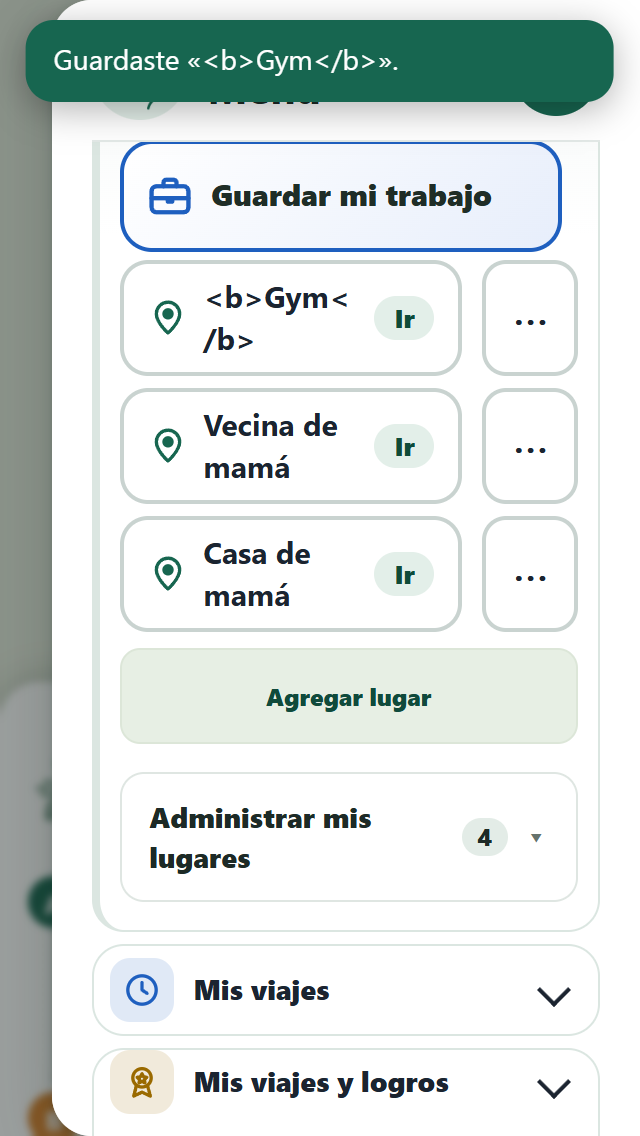 Guardaste «<b>Gym</b>».
Menú
Guardar mi trabajo
<b>Gym<
/b>
Ir
...
Vecina de
mamá
Ir
...
Casa de
mamá
Ir
...
Agregar lugar
Administrar mis
lugares
4
Mis viajes
Mis viajes y logros